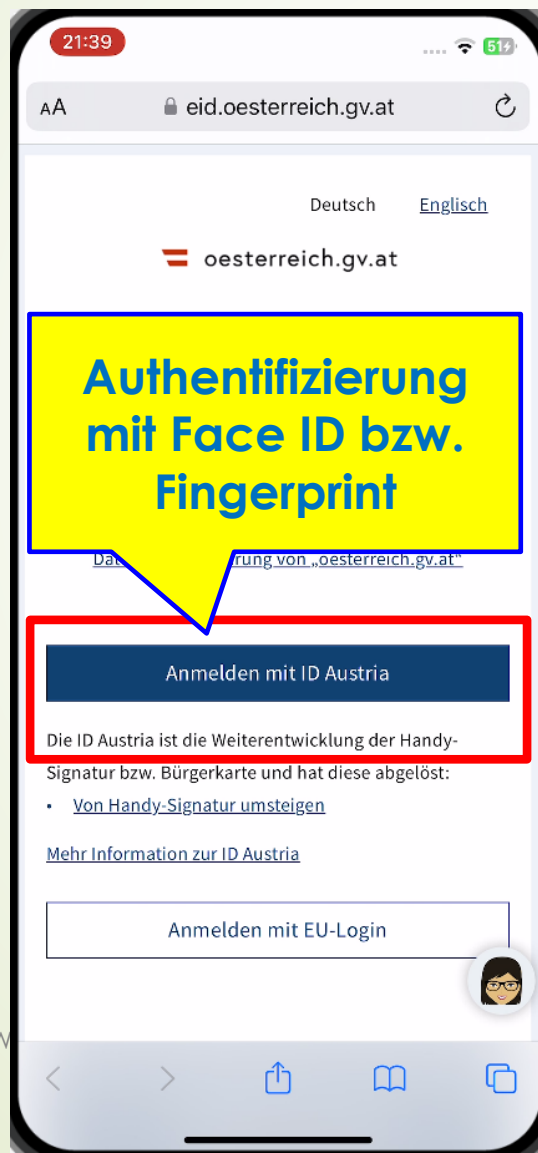 21:39
51
AA eid.oesterreich.gv.at
Deutsch Englisch
oesterreich.gv.at
Authentifizierung
mit Face ID bzw.
Fingerprint
von „oesterreich.gv.at"
Anmelden mit ID Austria
Die ID Austria ist die Weiterentwicklung der Handy-
Signatur bzw. Bürgerkarte und hat diese abgelöst:
• Von Handy-Signatur umsteigen
Mehr Information zur ID Austria
Anmelden mit EU-Login